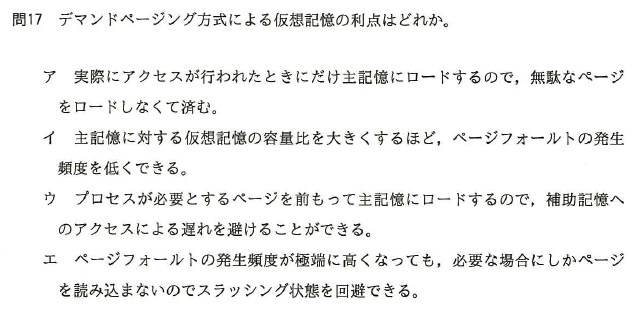 問17 デマンドページング方式による仮想記憶の利点はどれか。
ア 実際にアクセスが行われたときにだけ主記憶にロードするので，無駄なページ
をロードしなくて済む。
イ 主記憶に対する仮想記憶の容量比を大きくするほど，ページフォールトの発生
頻度を低くできる。
ウ プロセスが必要とするページを前もって主記憶にロードするので，補助記憶へ
のアクセスによる遅れを避けることができる。
エ ページフォールトの発生頻度が極端に高くなっても，必要な場合にしかページ
を読み込まないのでスラッシング状態を回避できる。